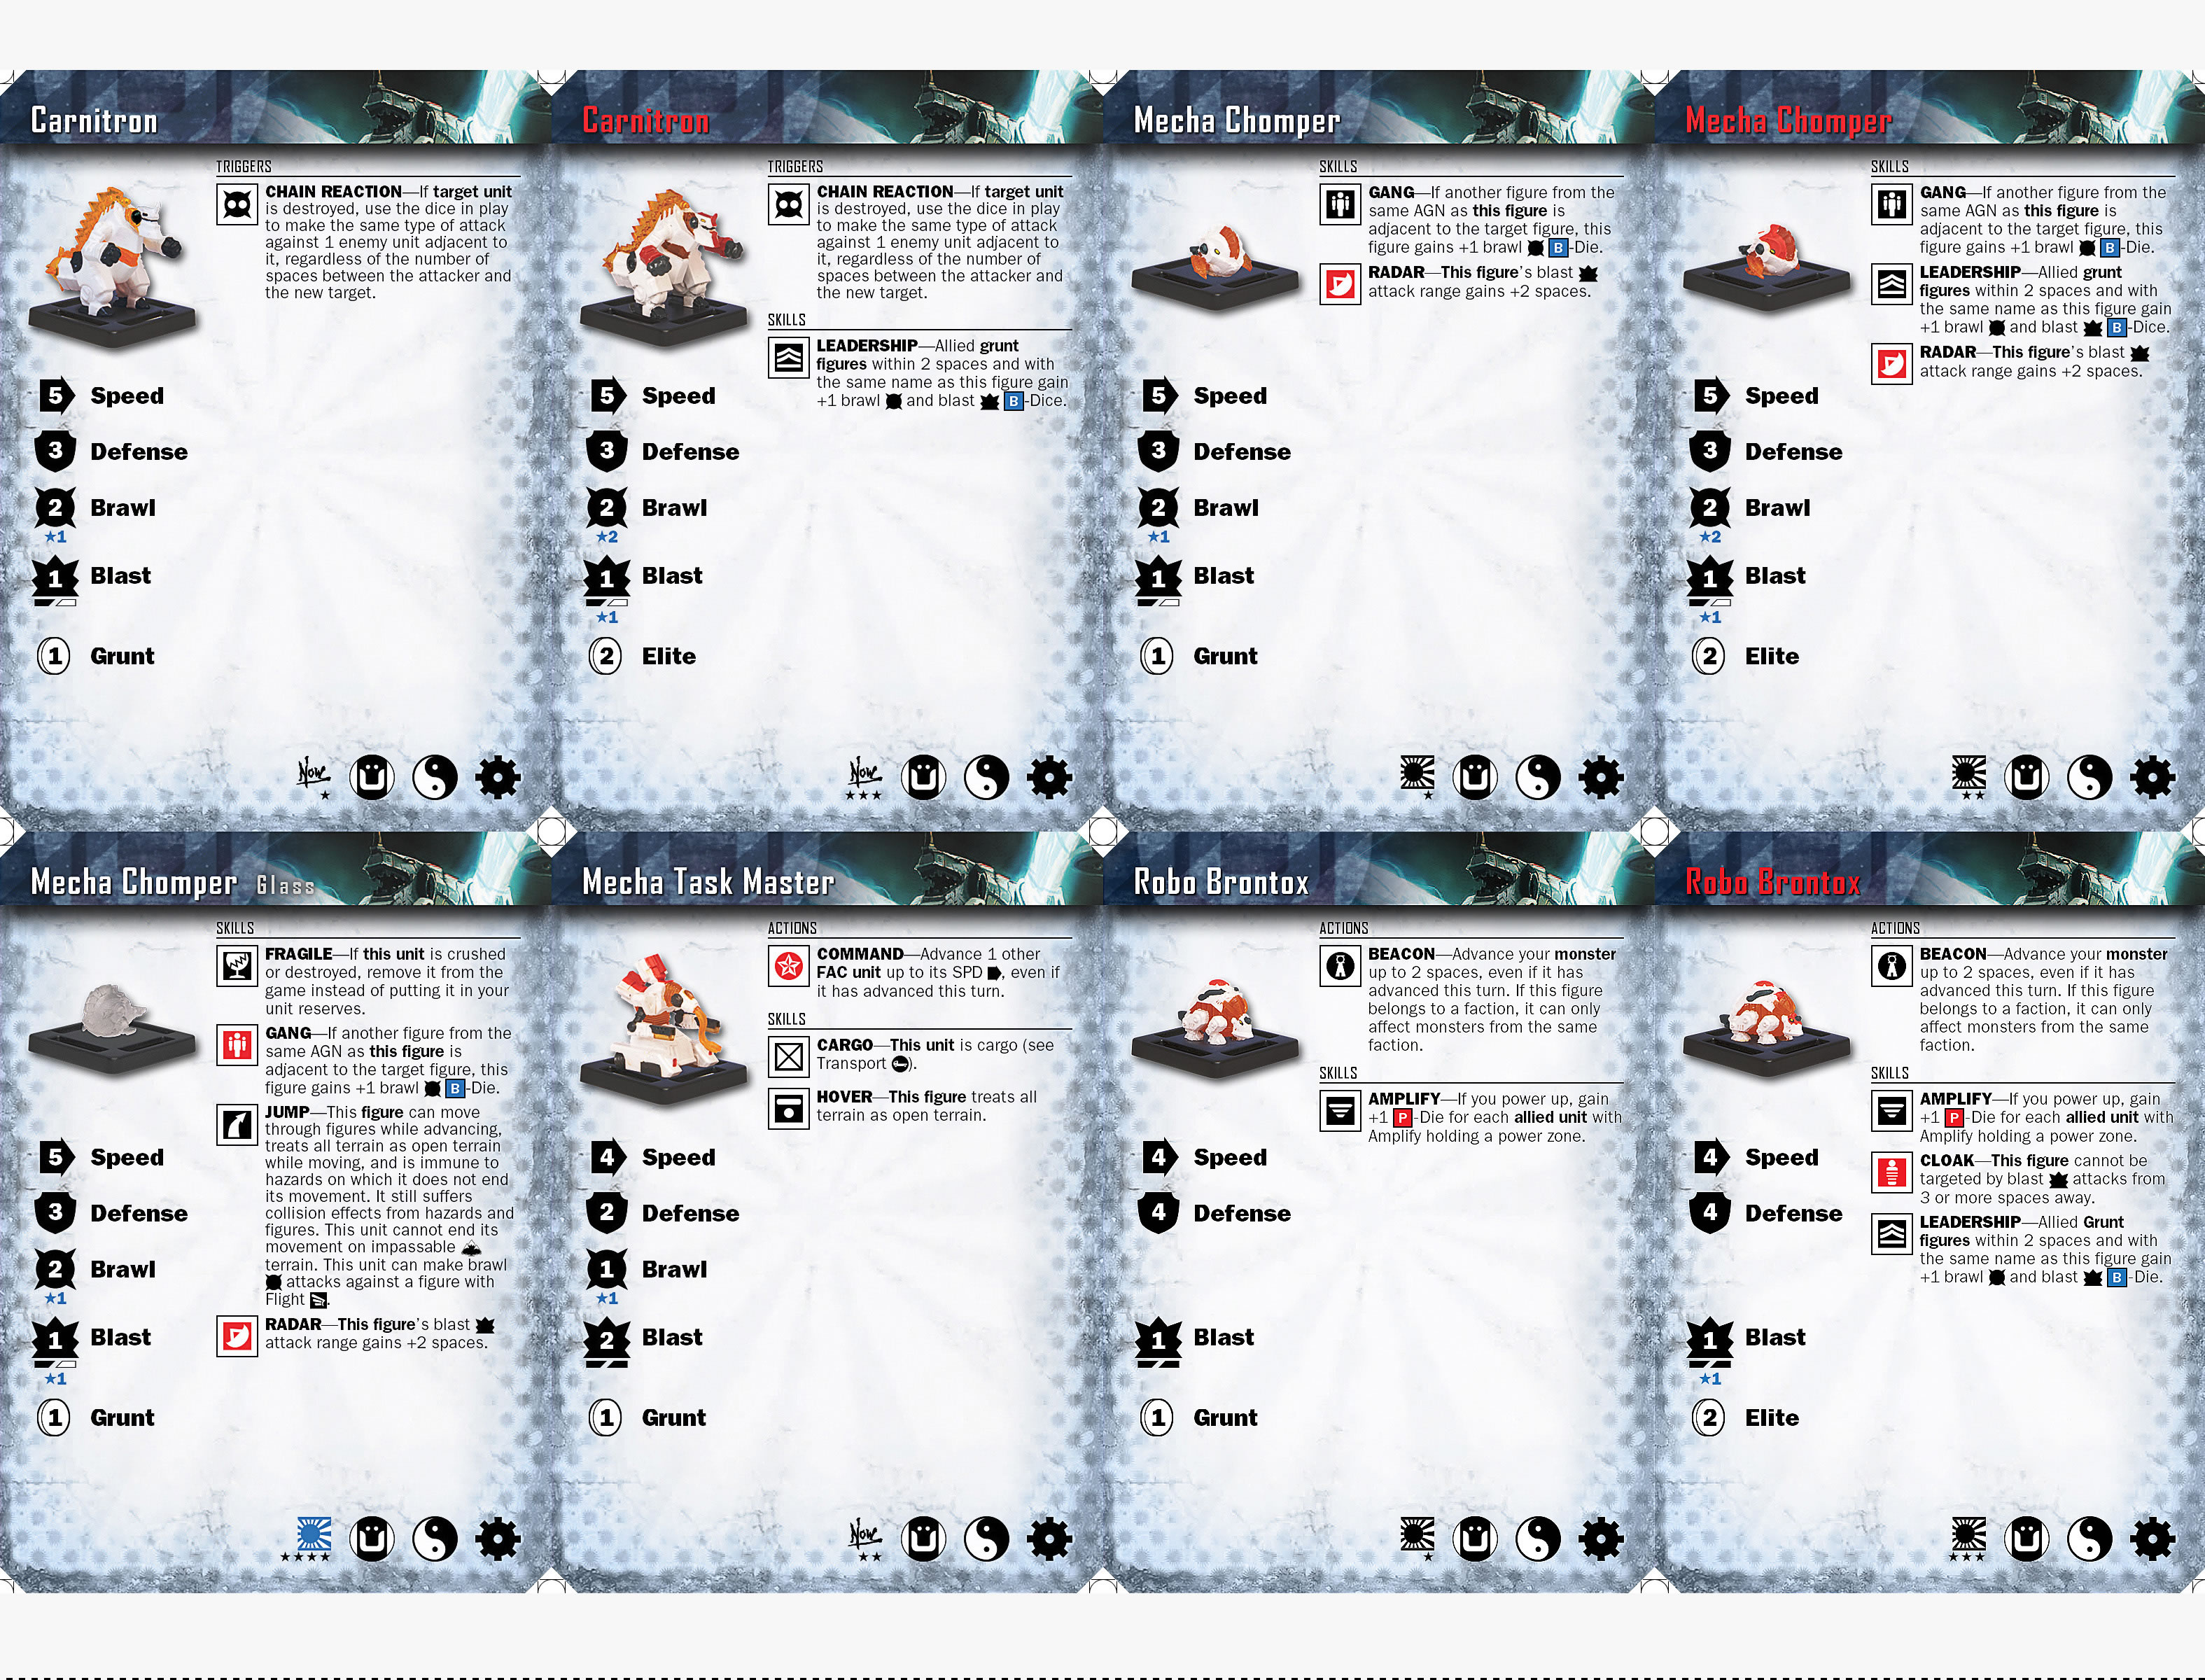 Carnitron
TRIGGERS
CHAIN REACTION—If target unit
is destroyed, use the dice in play
to make the same type of attack
against 1 enemy unit adjacent to
it, regardless of the number of
spaces between the attacker and
the new target.
5 Speed
3 Defense
2 Brawl
★1
1 Blast
1 Grunt
Now
★
Carnitron
TRIGGERS
CHAIN REACTION—If target unit
is destroyed, use the dice in play
to make the same type of attack
against 1 enemy unit adjacent to
it, regardless of the number of
spaces between the attacker and
the new target.
SKILLS
LEADERSHIP—Allied grunt
figures within 2 spaces and with
the same name as this figure gain
+1 brawl and blast B-Dice.
5 Speed
3 Defense
2 Brawl
★2
1 Blast
★1
2 Elite
Now
★★★
Mecha Chomper
SKILLS
GANG—If another figure from the
same AGN as this figure is
adjacent to the target figure, this
figure gains +1 brawl B-Die.
RADAR—This figure's blast
attack range gains +2 spaces.
5 Speed
3 Defense
2 Brawl
★1
1 Blast
1 Grunt
★
Mecha Chomper
SKILLS
GANG—If another figure from the
same AGN as this figure is
adjacent to the target figure, this
figure gains +1 brawl B-Die.
LEADERSHIP—Allied grunt
figures within 2 spaces and with
the same name as this figure gain
+1 brawl and blast B-Dice.
RADAR—This figure's blast
attack range gains +2 spaces.
5 Speed
3 Defense
2 Brawl
★2
1 Blast
★1
2 Elite
★★
Mecha Chomper Glass
SKILLS
FRAGILE—If this unit is crushed
or destroyed, remove it from the
game instead of putting it in your
unit reserves.
GANG—If another figure from the
same AGN as this figure is
adjacent to the target figure, this
figure gains +1 brawl B-Die.
JUMP—This figure can move
through figures while advancing,
treats all terrain as open terrain
while moving, and is immune to
hazards on which it does not end
its movement. It still suffers
collision effects from hazards and
figures. This unit cannot end its
movement on impassable
terrain. This unit can make brawl
attacks against a figure with
Flight .
RADAR—This figure's blast
attack range gains +2 spaces.
5 Speed
3 Defense
2 Brawl
★1
1 Blast
★1
1 Grunt
★★★★
Mecha Task Master
ACTIONS
COMMAND—Advance 1 other
FAC unit up to its SPD , even if
it has advanced this turn.
SKILLS
CARGO—This unit is cargo (see
Transport ).
HOVER—This figure treats all
terrain as open terrain.
4 Speed
2 Defense
1 Brawl
★1
2 Blast
1 Grunt
Now
★★
Robo Brontox
ACTIONS
BEACON—Advance your monster
up to 2 spaces, even if it has
advanced this turn. If this figure
belongs to a faction, it can only
affect monsters from the same
faction.
SKILLS
AMPLIFY—If you power up, gain
+1 P-Die for each allied unit with
Amplify holding a power zone.
4 Speed
4 Defense
1 Blast
1 Grunt
★
Robo Brontox
ACTIONS
BEACON—Advance your monster
up to 2 spaces, even if it has
advanced this turn. If this figure
belongs to a faction, it can only
affect monsters from the same
faction.
SKILLS
AMPLIFY—If you power up, gain
+1 P-Die for each allied unit with
Amplify holding a power zone.
CLOAK—This figure cannot be
targeted by blast attacks from
3 or more spaces away.
LEADERSHIP—Allied Grunt
figures within 2 spaces and with
the same name as this figure gain
+1 brawl and blast B-Die.
4 Speed
4 Defense
1 Blast
★1
2 Elite
★★★